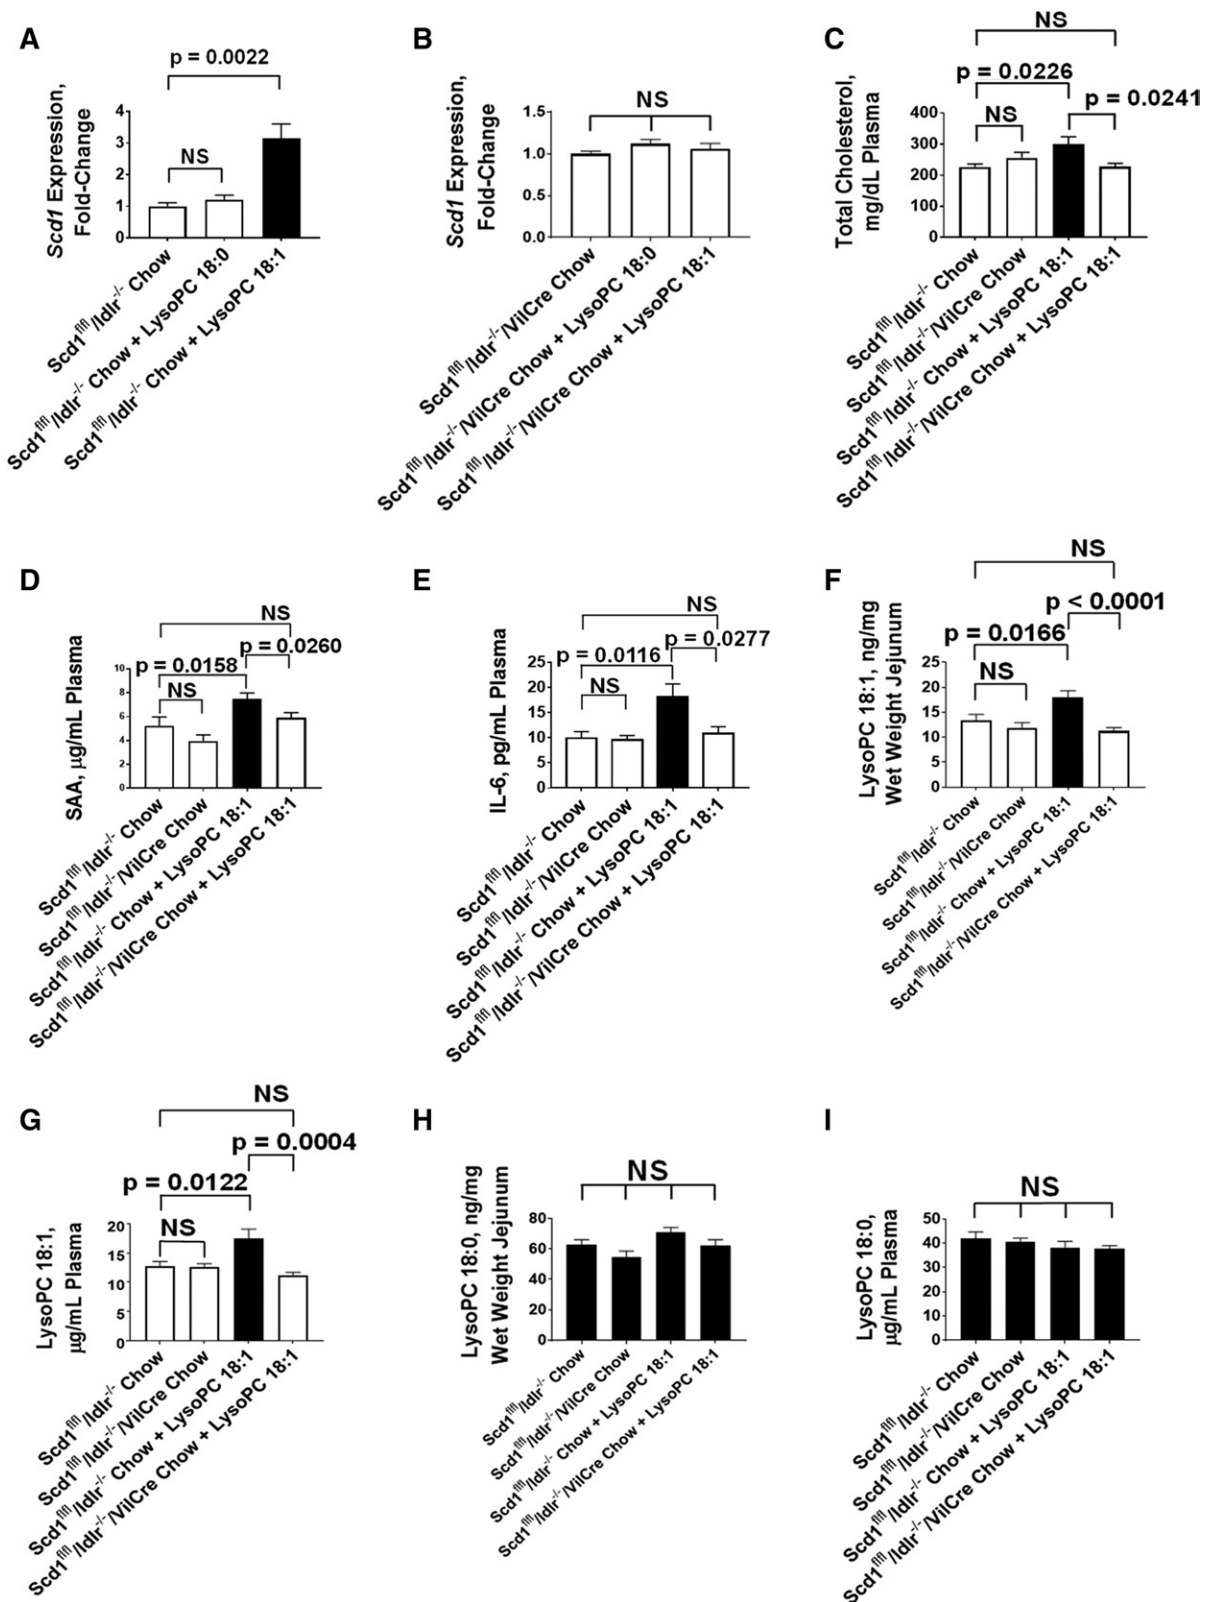 A
p = 0.0022
NS
Scd1 Expression,
Fold-Change
4
3
2
1
0
Scd1fl/fl/ldlr-/- Chow
Scd1fl/fl/ldlr-/- Chow + LysoPC 18:0
Scd1fl/fl/ldlr-/- Chow + LysoPC 18:1
B
NS
Scd1 Expression,
Fold-Change
1.5
1.0
0.5
0.0
Scd1fl/fl/ldlr-/-/VilCre Chow
Scd1fl/fl/ldlr-/-/VilCre Chow + LysoPC 18:0
Scd1fl/fl/ldlr-/-/VilCre Chow + LysoPC 18:1
C
NS
p = 0.0226
p = 0.0241
NS
Total Cholesterol,
mg/dL Plasma
400
300
200
100
0
Scd1fl/fl/ldlr-/- Chow
Scd1fl/fl/ldlr-/-/VilCre Chow
Scd1fl/fl/ldlr-/- Chow + LysoPC 18:1
Scd1fl/fl/ldlr-/-/VilCre Chow + LysoPC 18:1
D
NS
p = 0.0260
p = 0.0158
NS
SAA, μg/mL Plasma
10
8
6
4
2
0
Scd1fl/fl/ldlr-/- Chow
Scd1fl/fl/ldlr-/-/VilCre Chow
Scd1fl/fl/ldlr-/- Chow + LysoPC 18:1
Scd1fl/fl/ldlr-/-/VilCre Chow + LysoPC 18:1
E
NS
p = 0.0277
p = 0.0116
NS
IL-6, pg/mL Plasma
25
20
15
10
5
0
Scd1fl/fl/ldlr-/- Chow
Scd1fl/fl/ldlr-/-/VilCre Chow
Scd1fl/fl/ldlr-/- Chow + LysoPC 18:1
Scd1fl/fl/ldlr-/-/VilCre Chow + LysoPC 18:1
F
NS
p < 0.0001
p = 0.0166
NS
LysoPC 18:1, ng/mg
Wet Weight Jejunum
25
20
15
10
5
0
Scd1fl/fl/ldlr-/- Chow
Scd1fl/fl/ldlr-/-/VilCre Chow
Scd1fl/fl/ldlr-/- Chow + LysoPC 18:1
Scd1fl/fl/ldlr-/-/VilCre Chow + LysoPC 18:1
G
NS
p = 0.0004
p = 0.0122
NS
LysoPC 18:1,
μg/mL Plasma
20
15
10
5
0
Scd1fl/fl/ldlr-/- Chow
Scd1fl/fl/ldlr-/-/VilCre Chow
Scd1fl/fl/ldlr-/- Chow + LysoPC 18:1
Scd1fl/fl/ldlr-/-/VilCre Chow + LysoPC 18:1
H
NS
LysoPC 18:0, ng/mg
Wet Weight Jejunum
80
60
40
20
0
Scd1fl/fl/ldlr-/- Chow
Scd1fl/fl/ldlr-/-/VilCre Chow
Scd1fl/fl/ldlr-/- Chow + LysoPC 18:1
Scd1fl/fl/ldlr-/-/VilCre Chow + LysoPC 18:1
I
NS
LysoPC 18:0,
μg/mL Plasma
50
40
30
20
10
0
Scd1fl/fl/ldlr-/- Chow
Scd1fl/fl/ldlr-/-/VilCre Chow
Scd1fl/fl/ldlr-/- Chow + LysoPC 18:1
Scd1fl/fl/ldlr-/-/VilCre Chow + LysoPC 18:1